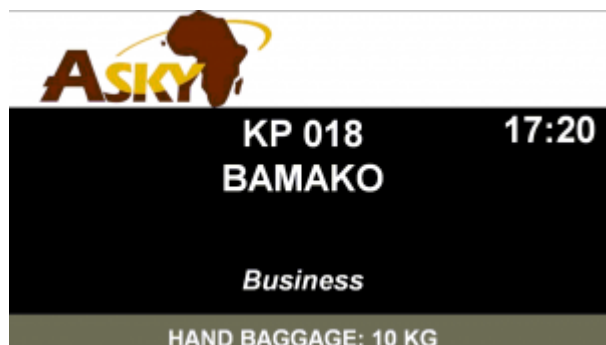 ASKY
KP 018 17:20
BAMAKO
Business
HAND BAGGAGE: 10 KG